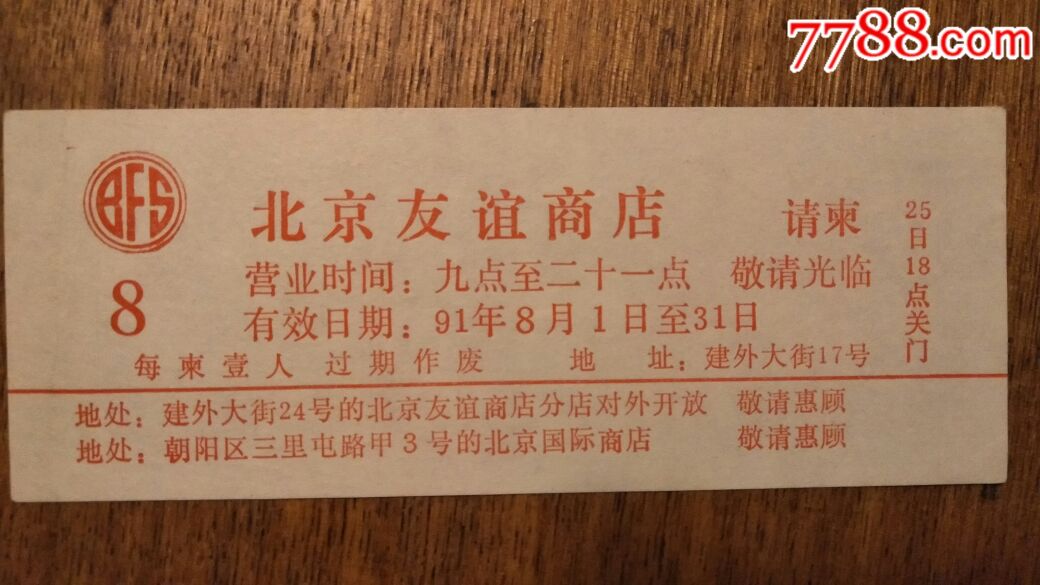 7788.com
BFS
北京友谊商店 请柬
8
营业时间：九点至二十一点 敬请光临
有效日期：91年8月1日至31日
每柬壹人 过期作废 地址：建外大街17号
25日18点关门
地处：建外大街24号的北京友谊商店分店对外开放 敬请惠顾
地处：朝阳区三里屯路甲3号的北京国际商店 敬请惠顾